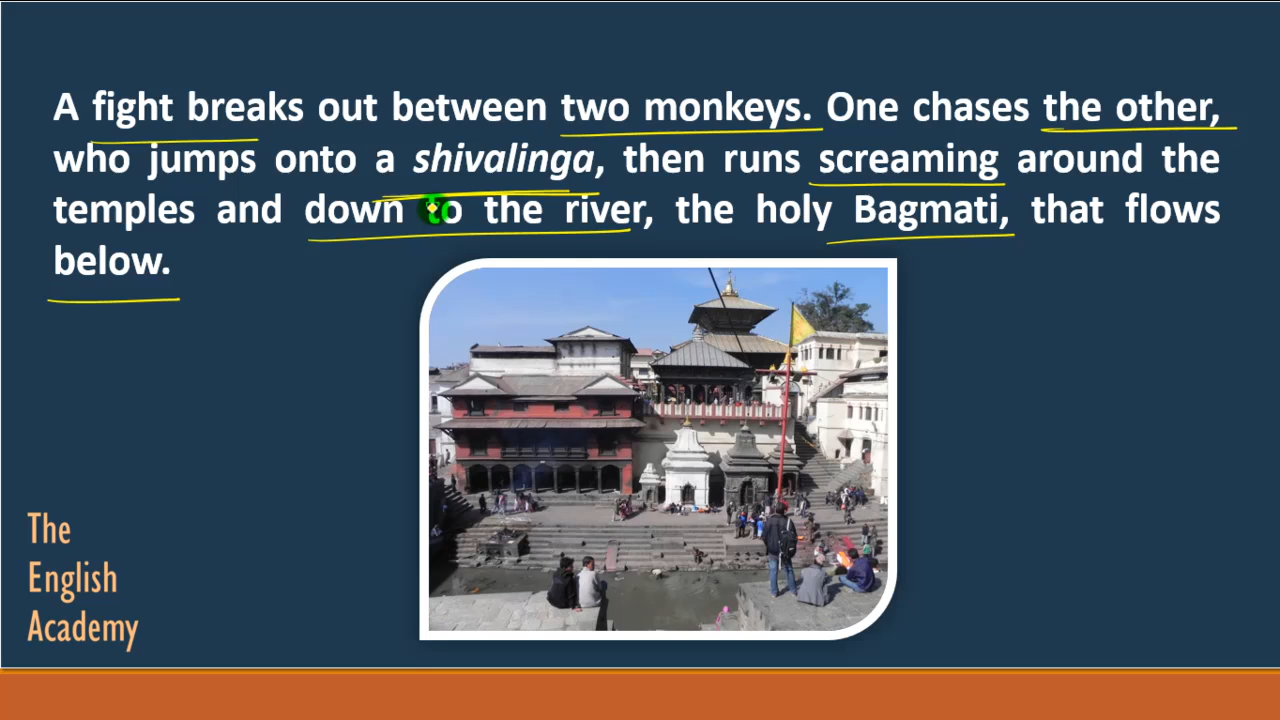 A fight breaks out between two monkeys. One chases the other,
who jumps onto a shivalinga, then runs screaming around the
temples and down to the river, the holy Bagmati, that flows
below.
The
English
Academy